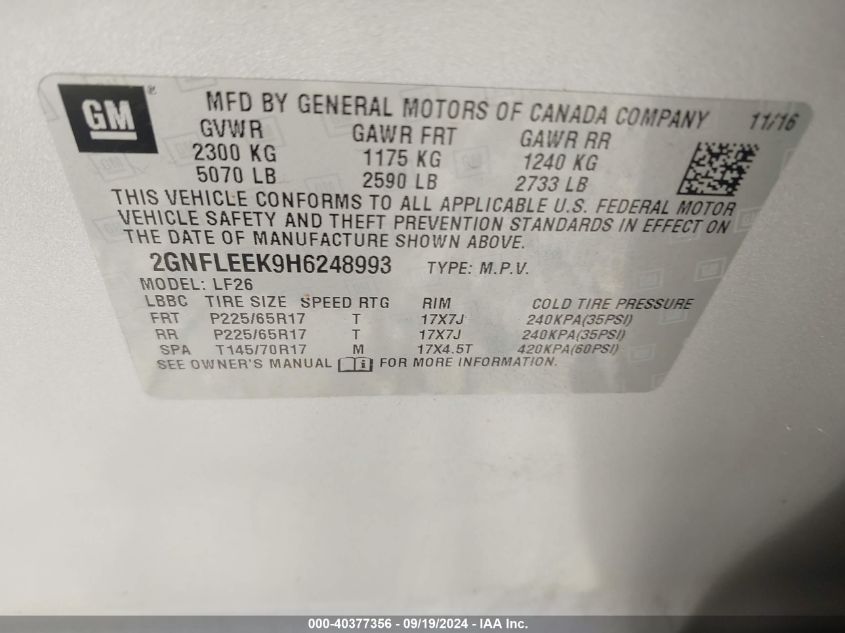 GM ® MFD BY GENERAL MOTORS OF CANADA COMPANY 11/16
GVWR GAWR FRT GAWR RR
2300 KG 1175 KG 1240 KG
5070 LB 2590 LB 2733 LB
THIS VEHICLE CONFORMS TO ALL APPLICABLE U.S. FEDERAL MOTOR
VEHICLE SAFETY AND THEFT PREVENTION STANDARDS IN EFFECT ON
THE DATE OF MANUFACTURE SHOWN ABOVE.
2GNFLEEK9H6248993 TYPE: M.P.V.
MODEL: LF26
LBBC TIRE SIZE SPEED RTG RIM COLD TIRE PRESSURE
FRT P225/65R17 T 17X7J 240KPA(35PSI)
RR P225/65R17 T 17X7J 240KPA(35PSI)
SPA T145/70R17 M 17X4.5T 420KPA(60PSI)
SEE OWNER'S MANUAL FOR MORE INFORMATION.
000-40377356 - 09/19/2024 - IAA Inc.